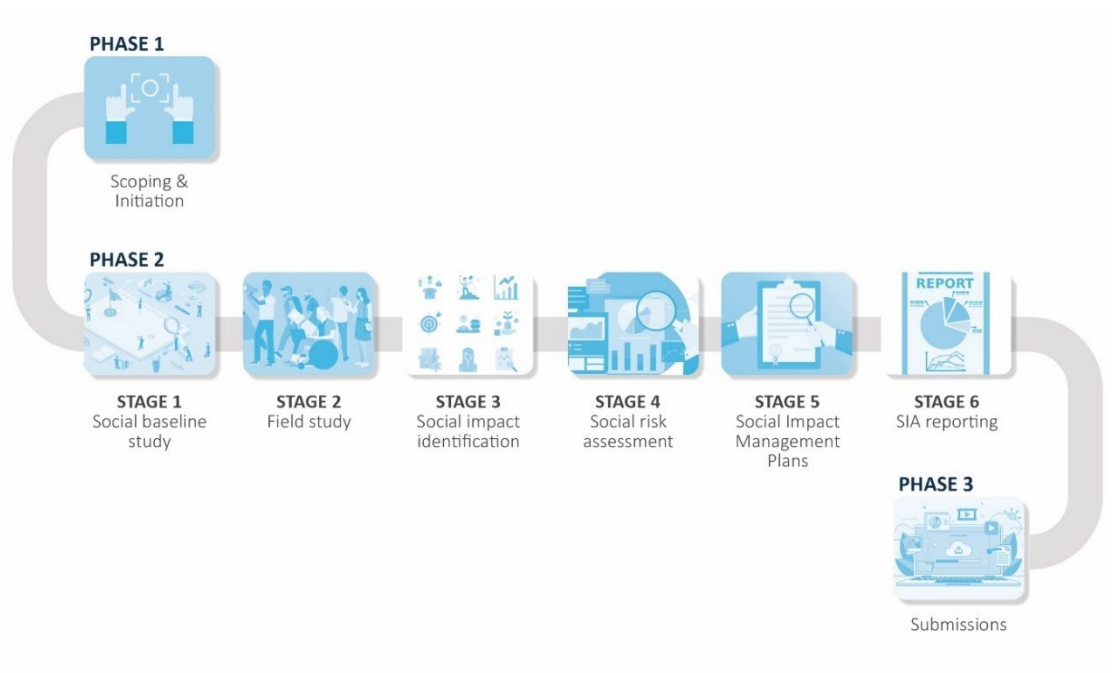 PHASE 1
Scoping &
Initiation
PHASE 2
STAGE 1
Social baseline
study
STAGE 2
Field study
STAGE 3
Social impact
identification
STAGE 4
Social risk
assessment
STAGE 5
Social Impact
Management
Plans
REPORT
STAGE 6
SIA reporting
PHASE 3
Submissions